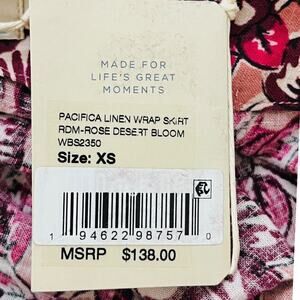 MADE FOR
LIFE'S GREAT
MOMENTS
PACIFICA LINEN WRAP SKIRT
RDM-ROSE DESERT BLOOM
WBS2350
Size: XS
1 94622 98757 0
MSRP $138.00